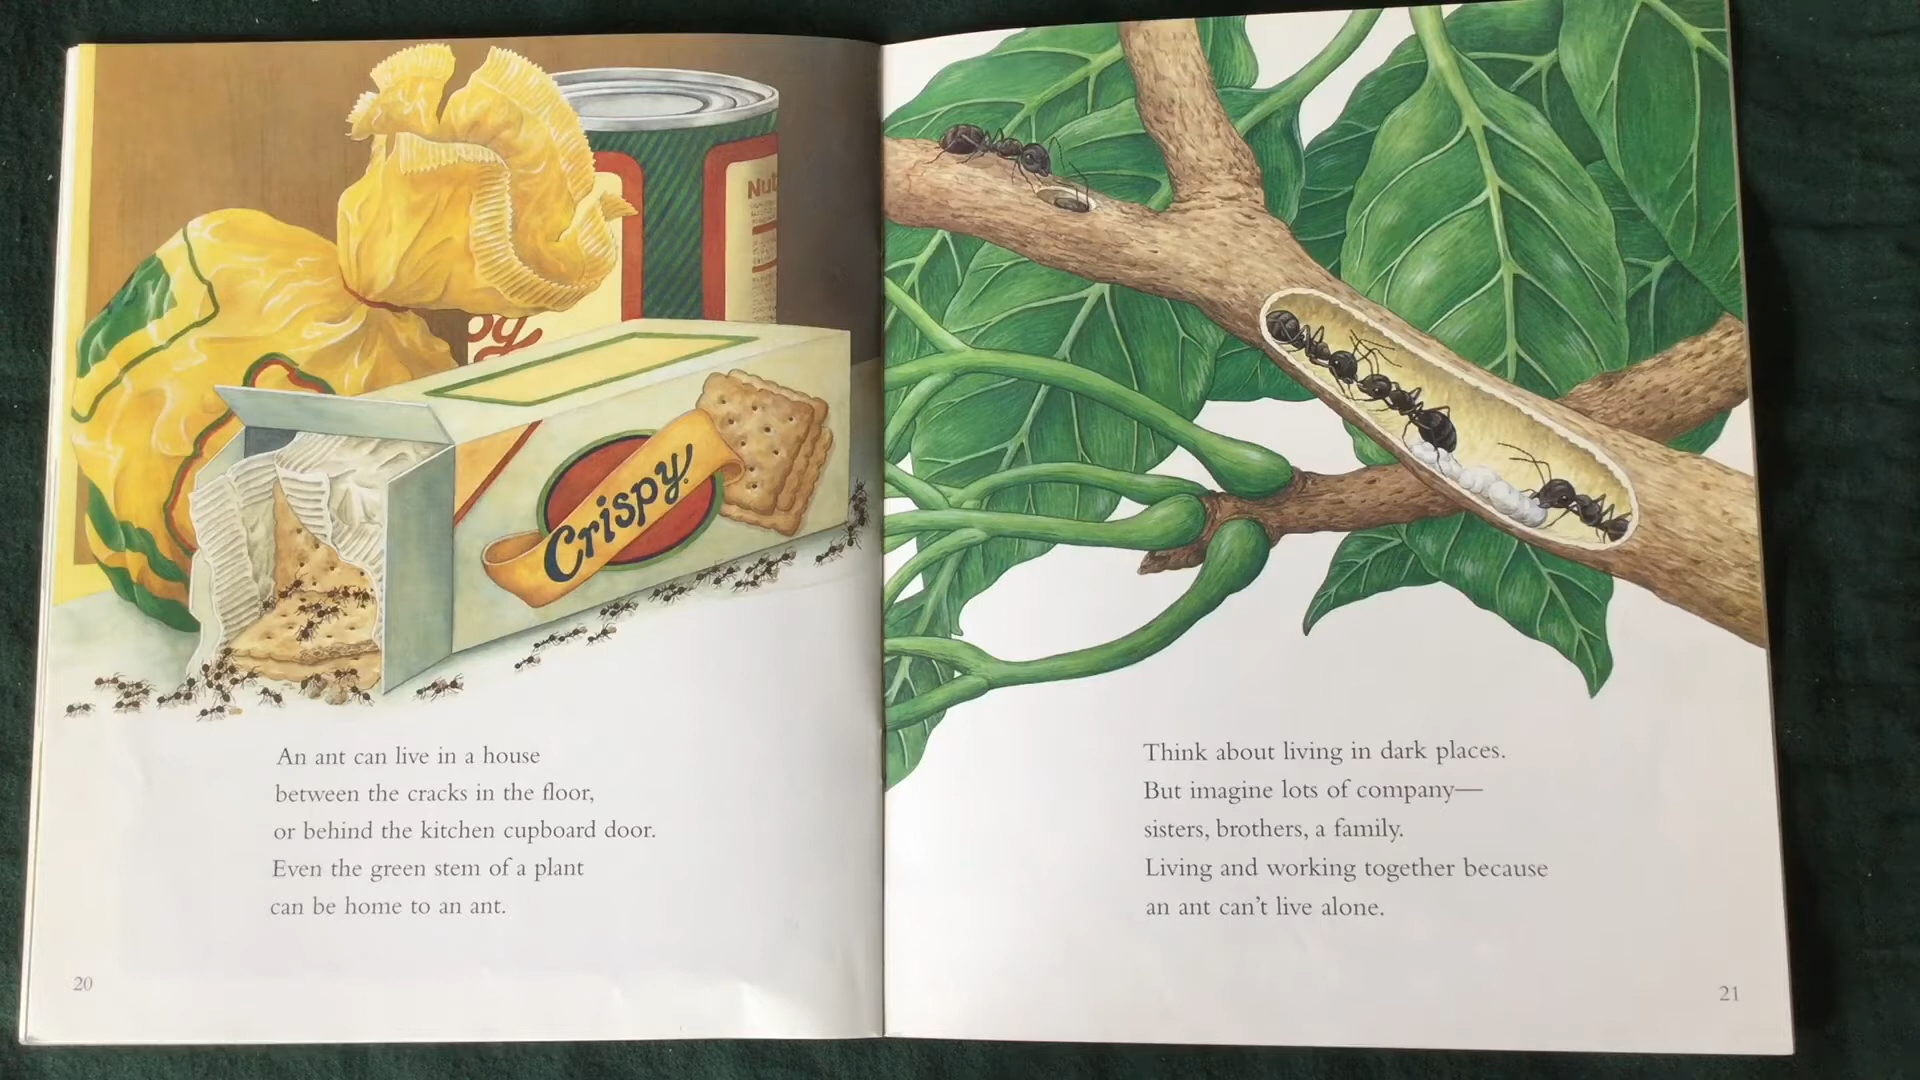 Nut
Crispy!
An ant can live in a house
between the cracks in the floor,
or behind the kitchen cupboard door.
Even the green stem of a plant
can be home to an ant.
20
Think about living in dark places.
But imagine lots of company—
sisters, brothers, a family.
Living and working together because
an ant can't live alone.
21